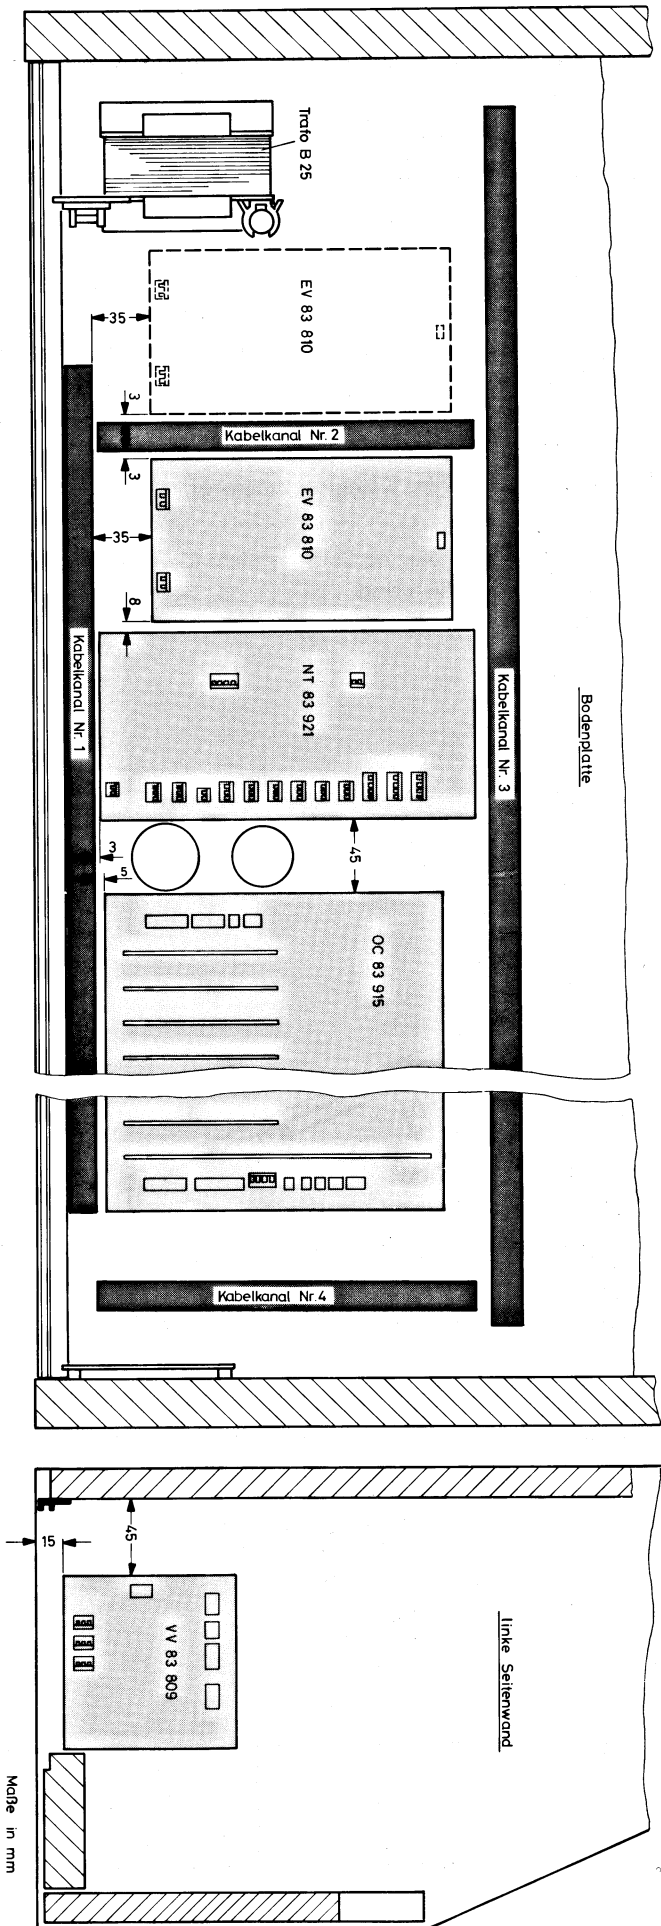 Trafo B 25
EV 83 810
35
3
Kabelkanal Nr. 2
3
EV 83 810
35
8
Kabelkanal Nr. 1
NT 83 921
Kabelkanal Nr. 3
Bodenplatte
3
5
45
OC 83 915
Kabelkanal Nr. 4
45
15
VV 83 809
linke Seitenwand
Maße in mm